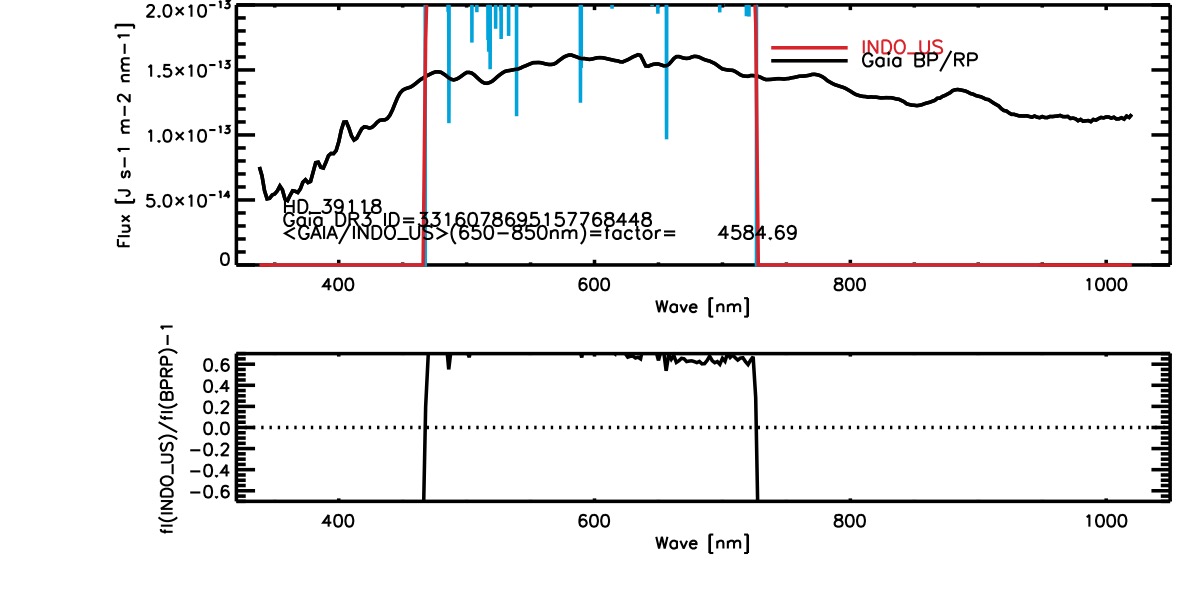 2.0×10−13
1.5×10−13
1.0×10−13
5.0×10−14
0
Flux [J s−1 m−2 nm−1]
INDO_US
Gaia BP/RP
HD_39118
Gaia DR3 ID=3316078695157768448
<GAIA/INDO_US>(650−850nm)=factor= 4584.69
400 600 800 1000
Wave [nm]
fl(INDO_US)/fl(BPRP)−1
0.6
0.4
0.2
0.0
−0.2
−0.4
−0.6
400 600 800 1000
Wave [nm]